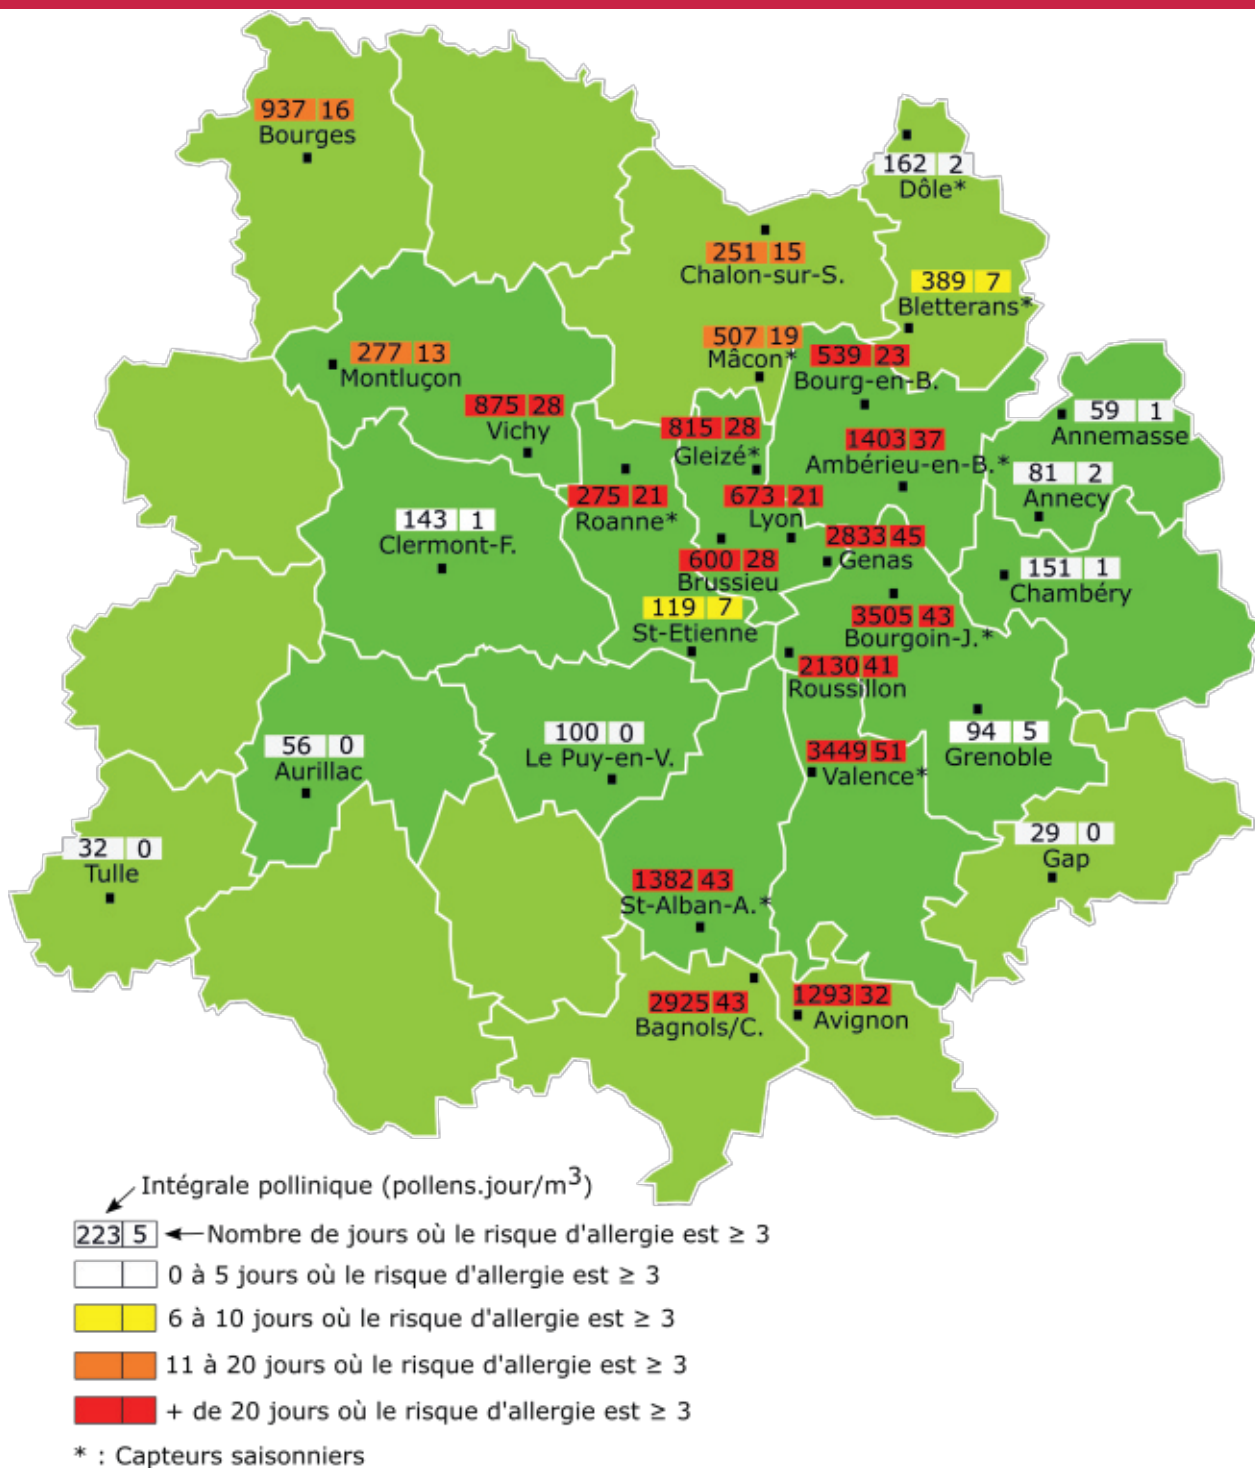 937 16
Bourges
162 2
Dôle*
251 15
Chalon-sur-S.
389 7
Bletterans*
507 19
Mâcon*
539 23
Bourg-en-B.
277 13
Montluçon
875 28
Vichy
815 28
Gleizé*
1403 37
Ambérieu-en-B.*
59 1
Annemasse
81 2
Annecy
275 21
Roanne*
673 21
Lyon
143 1
Clermont-F.
2833 45
Genas
600 28
Brussieu
151 1
Chambéry
119 7
St-Etienne
3505 43
Bourgoin-J.*
2130 41
Roussillon
56 0
Aurillac
100 0
Le Puy-en-V.
3449 51
Valence*
94 5
Grenoble
32 0
Tulle
29 0
Gap
1382 43
St-Alban-A.*
2925 43
Bagnols/C.
1293 32
Avignon
Intégrale pollinique (pollens.jour/m³)
223 5 Nombre de jours où le risque d'allergie est ≥ 3
0 à 5 jours où le risque d'allergie est ≥ 3
6 à 10 jours où le risque d'allergie est ≥ 3
11 à 20 jours où le risque d'allergie est ≥ 3
+ de 20 jours où le risque d'allergie est ≥ 3
* : Capteurs saisonniers